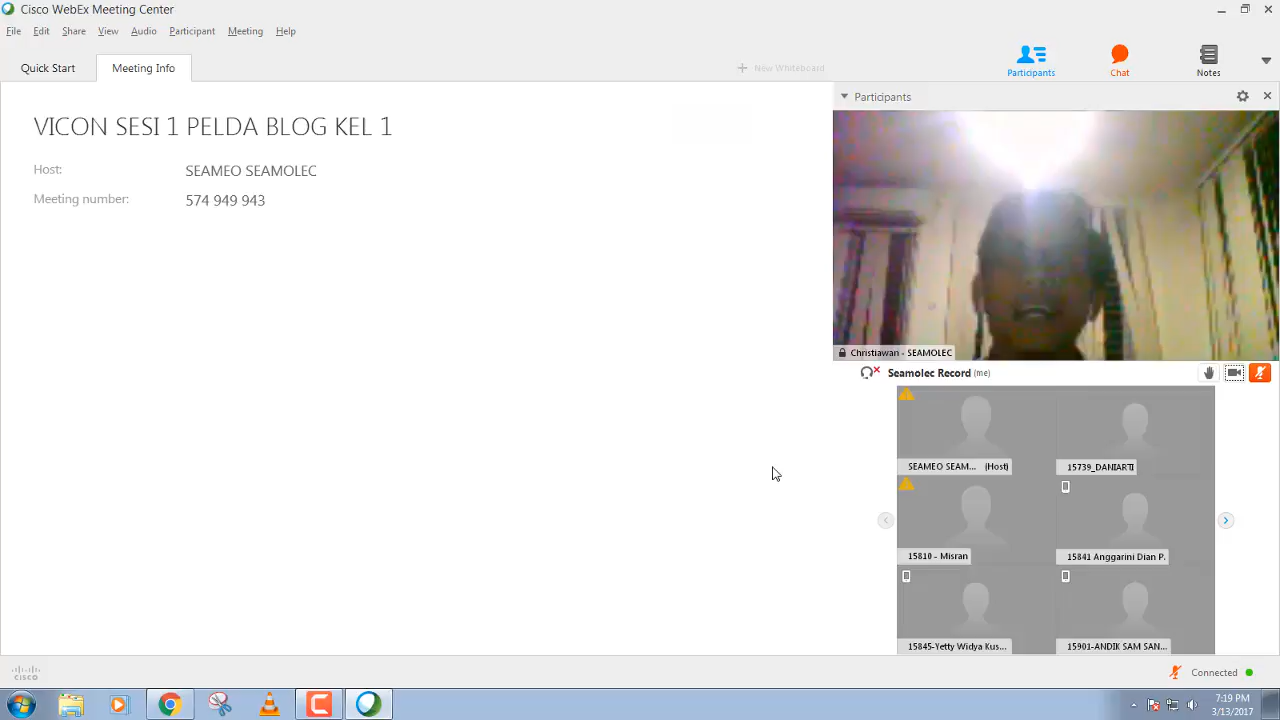 Cisco WebEx Meeting Center
File Edit Share View Audio Participant Meeting Help
Quick Start Meeting Info
New Whiteboard
Participants Chat Notes
Participants
VICON SESI 1 PELDA BLOG KEL 1
Host: SEAMEO SEAMOLEC
Meeting number: 574 949 943
Christiawan - SEAMOLEC
Seamolec Record (me)
SEAMEO SEAM... (Host) 15739_DANIARTI
15810 - Misran 15841 Anggarini Dian P.
15845-Yetty Widya Kus... 15901-ANDIK SAM SAN...
cisco
Connected
7:19 PM
3/13/2017